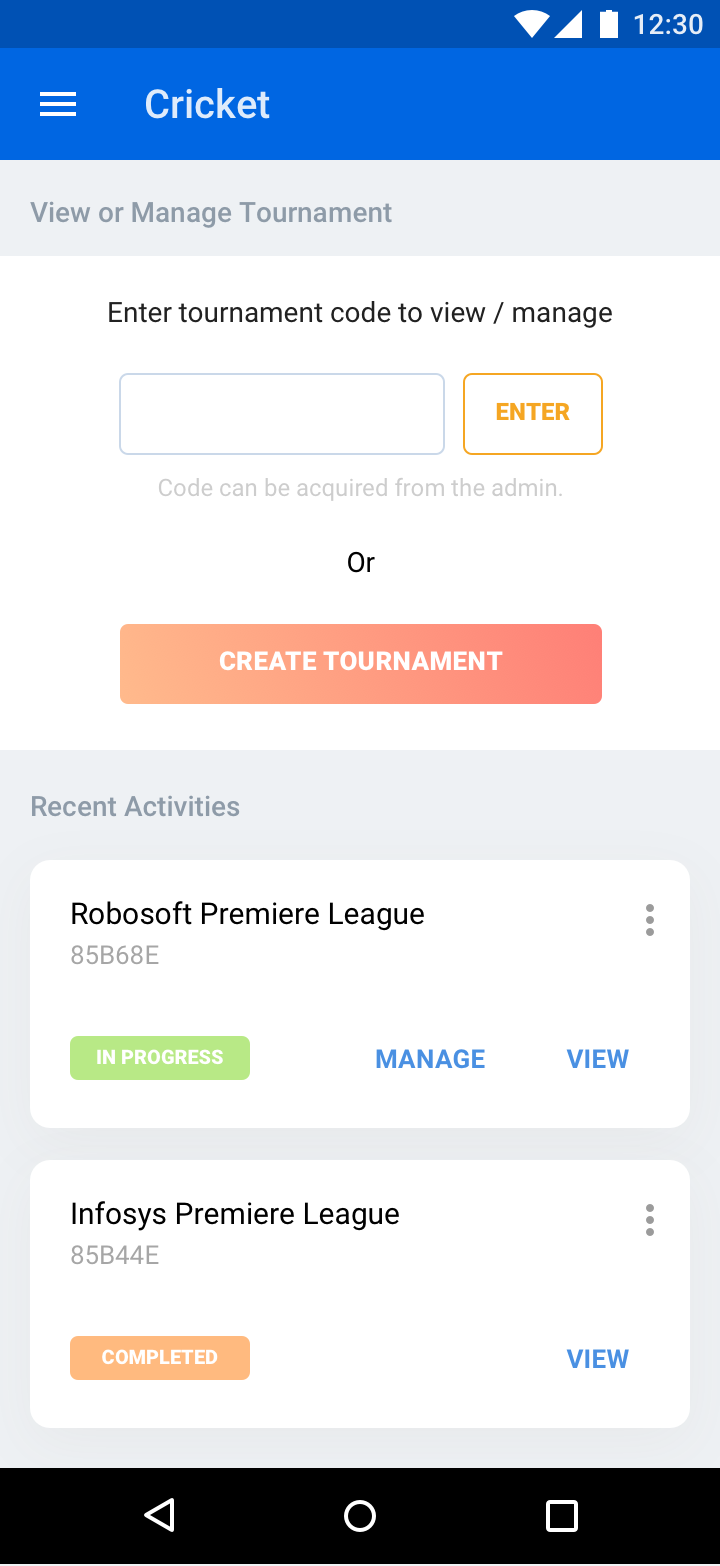 12:30
Cricket
View or Manage Tournament
Enter tournament code to view / manage
ENTER
Code can be acquired from the admin.
Or
CREATE TOURNAMENT
Recent Activities
Robosoft Premiere League
85B68E
IN PROGRESS MANAGE VIEW
Infosys Premiere League
85B44E
COMPLETED VIEW